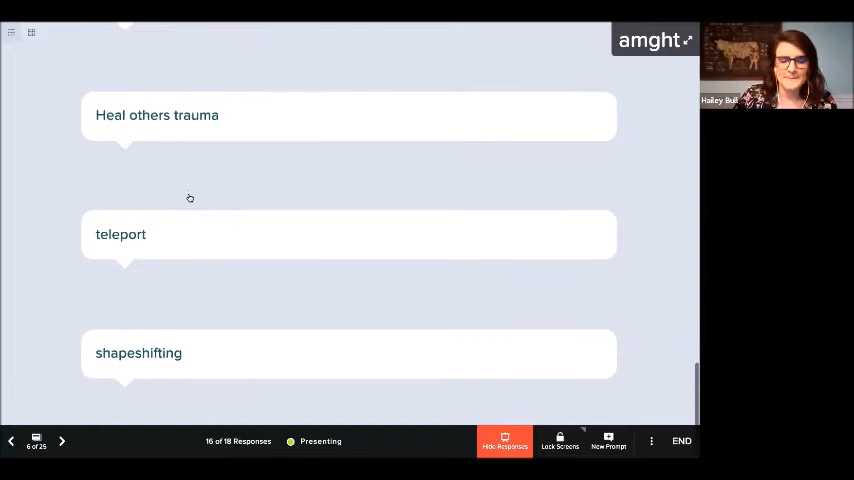 amght
Hailey Bull
Heal others trauma
teleport
shapeshifting
6 of 25
16 of 18 Responses
Presenting
Hide Responses
Lock Screens
New Prompt
END